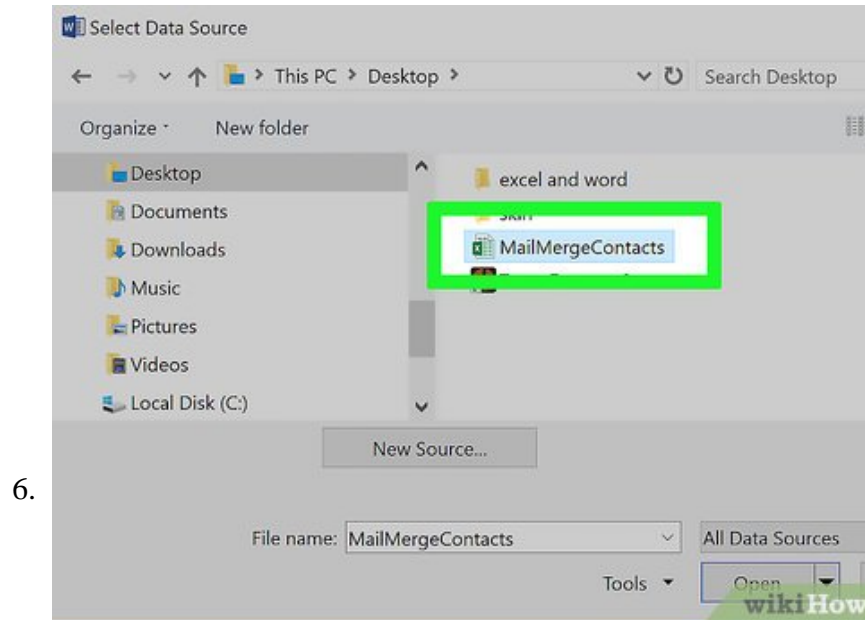 Select Data Source
This PC > Desktop >
Search Desktop
Organize
New folder
Desktop
Documents
Downloads
Music
Pictures
Videos
Local Disk (C:)
excel and word
MailMergeContacts
New Source...
6.
File name: MailMergeContacts
All Data Sources
Tools
Open
wikiHow